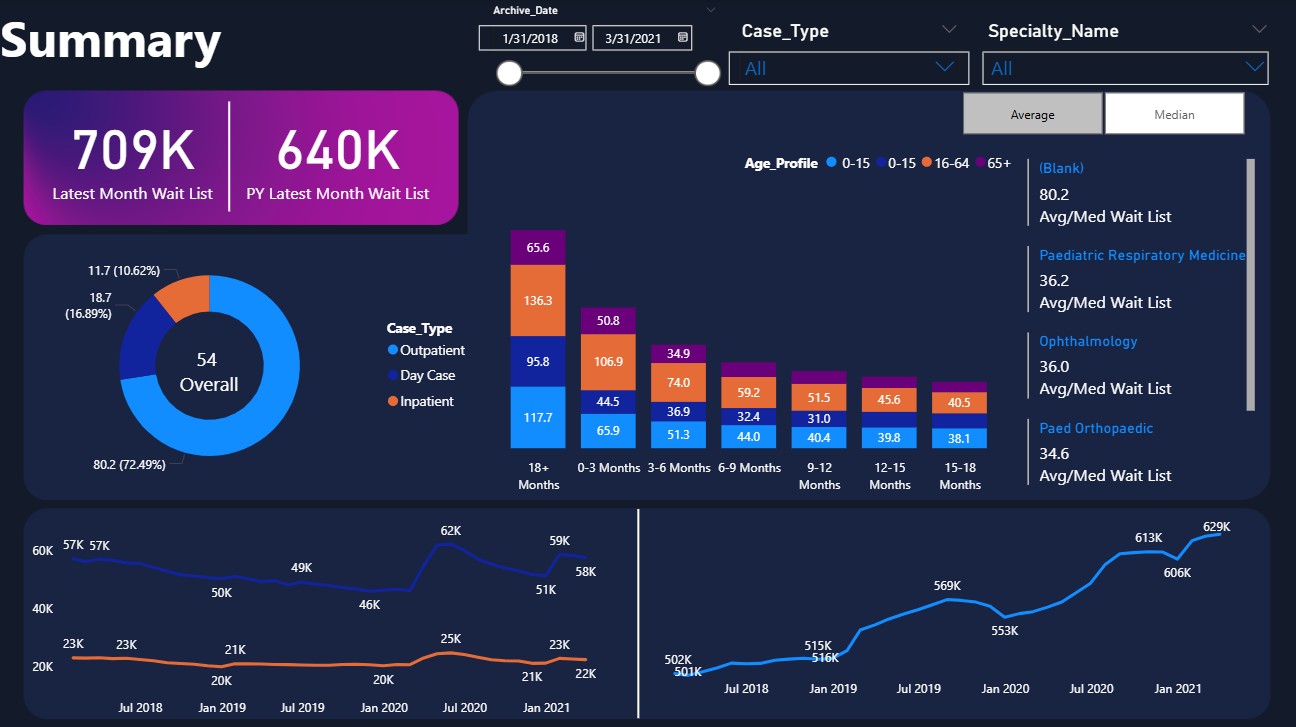 Summary
Archive_Date
1/31/2018
3/31/2021
Case_Type
All
Specialty_Name
All
709K
Latest Month Wait List
640K
PY Latest Month Wait List
Average
Median
Age_Profile 0-15 0-15 16-64 65+
11.7 (10.62%)
18.7
(16.89%)
54
Overall
80.2 (72.49%)
Case_Type
Outpatient
Day Case
Inpatient
65.6
136.3
95.8
117.7
18+
Months
50.8
106.9
44.5
65.9
0-3 Months
34.9
74.0
36.9
51.3
3-6 Months
59.2
32.4
44.0
6-9 Months
51.5
31.0
40.4
9-12
Months
45.6
39.8
12-15
Months
40.5
38.1
15-18
Months
(Blank)
80.2
Avg/Med Wait List
Paediatric Respiratory Medicine
36.2
Avg/Med Wait List
Ophthalmology
36.0
Avg/Med Wait List
Paed Orthopaedic
34.6
Avg/Med Wait List
60K
40K
20K
57K 57K
50K
49K
46K
62K
51K
59K
58K
23K
23K
20K
21K
20K
25K
21K
23K
22K
Jul 2018 Jan 2019 Jul 2019 Jan 2020 Jul 2020 Jan 2021
502K
501K
515K
516K
569K
553K
613K
606K
629K
Jul 2018 Jan 2019 Jul 2019 Jan 2020 Jul 2020 Jan 2021